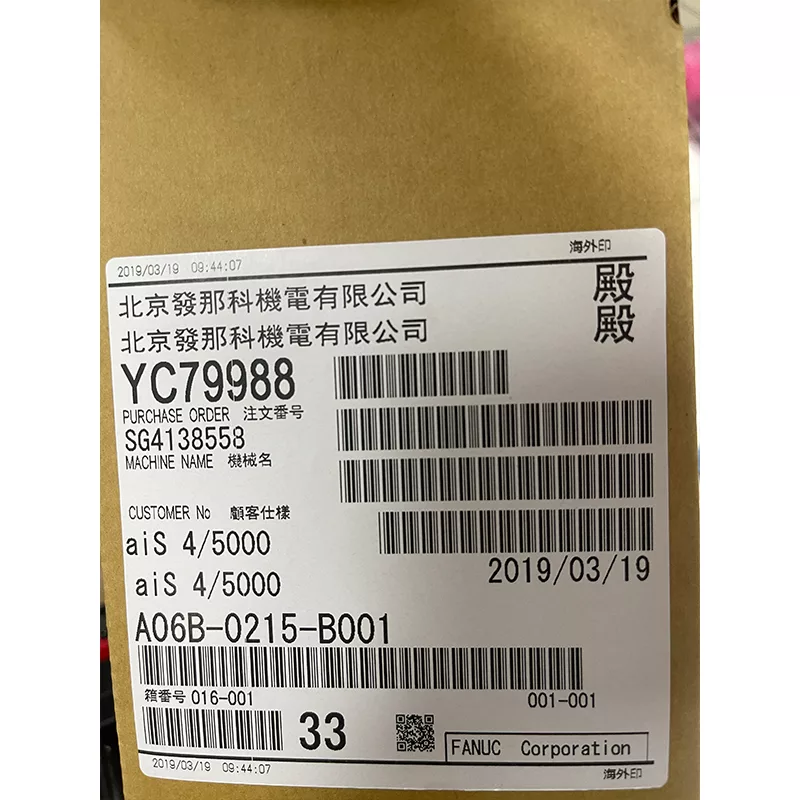 2019/03/19 09:44:07 海外印
北京發那科機電有限公司 殿
北京發那科機電有限公司 殿
YC79988
PURCHASE ORDER 注文番号
SG4138558
MACHINE NAME 機械名
CUSTOMER No 顧客仕様
aiS 4/5000
2019/03/19
aiS 4/5000
A06B-0215-B001
箱番号 016-001 001-001
33
FANUC Corporation
2019/03/19 09:44:07 海外印